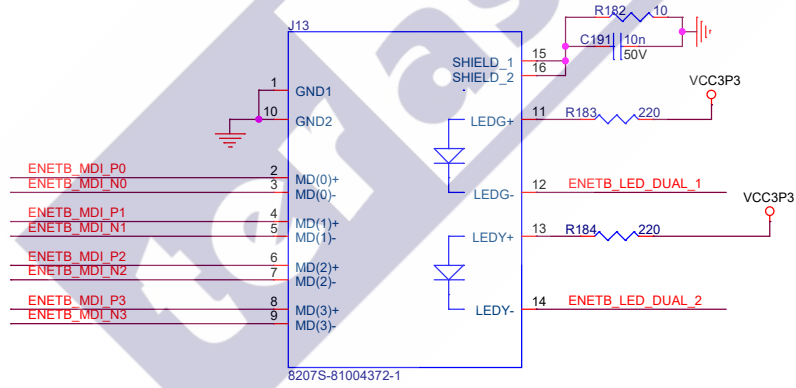 J13
R182 10
C191 10n
50V
SHIELD_1 15
SHIELD_2 16
VCC3P3
1 GND1
10 GND2
LEDG+ 11 R183 220
ENETB_MDI_P0 2 MD(0)+
ENETB_MDI_N0 3 MD(0)-
LEDG- 12 ENETB_LED_DUAL_1
VCC3P3
ENETB_MDI_P1 4 MD(1)+
ENETB_MDI_N1 5 MD(1)-
LEDY+ 13 R184 220
ENETB_MDI_P2 6 MD(2)+
ENETB_MDI_N2 7 MD(2)-
ENETB_MDI_P3 8 MD(3)+
ENETB_MDI_N3 9 MD(3)-
LEDY- 14 ENETB_LED_DUAL_2
8207S-81004372-1
teras